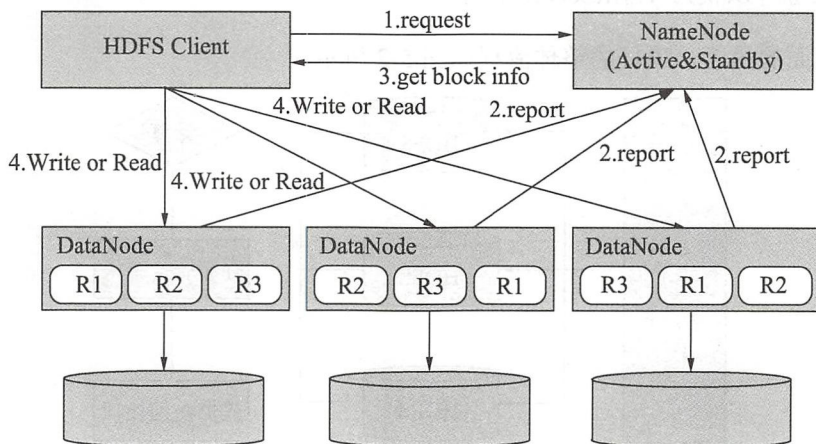 HDFS Client
1.request
NameNode
(Active&Standby)
3.get block info
4.Write or Read
2.report
4.Write or Read
4.Write or Read
2.report
2.report
DataNode
R1
R2
R3
DataNode
R2
R3
R1
DataNode
R3
R1
R2